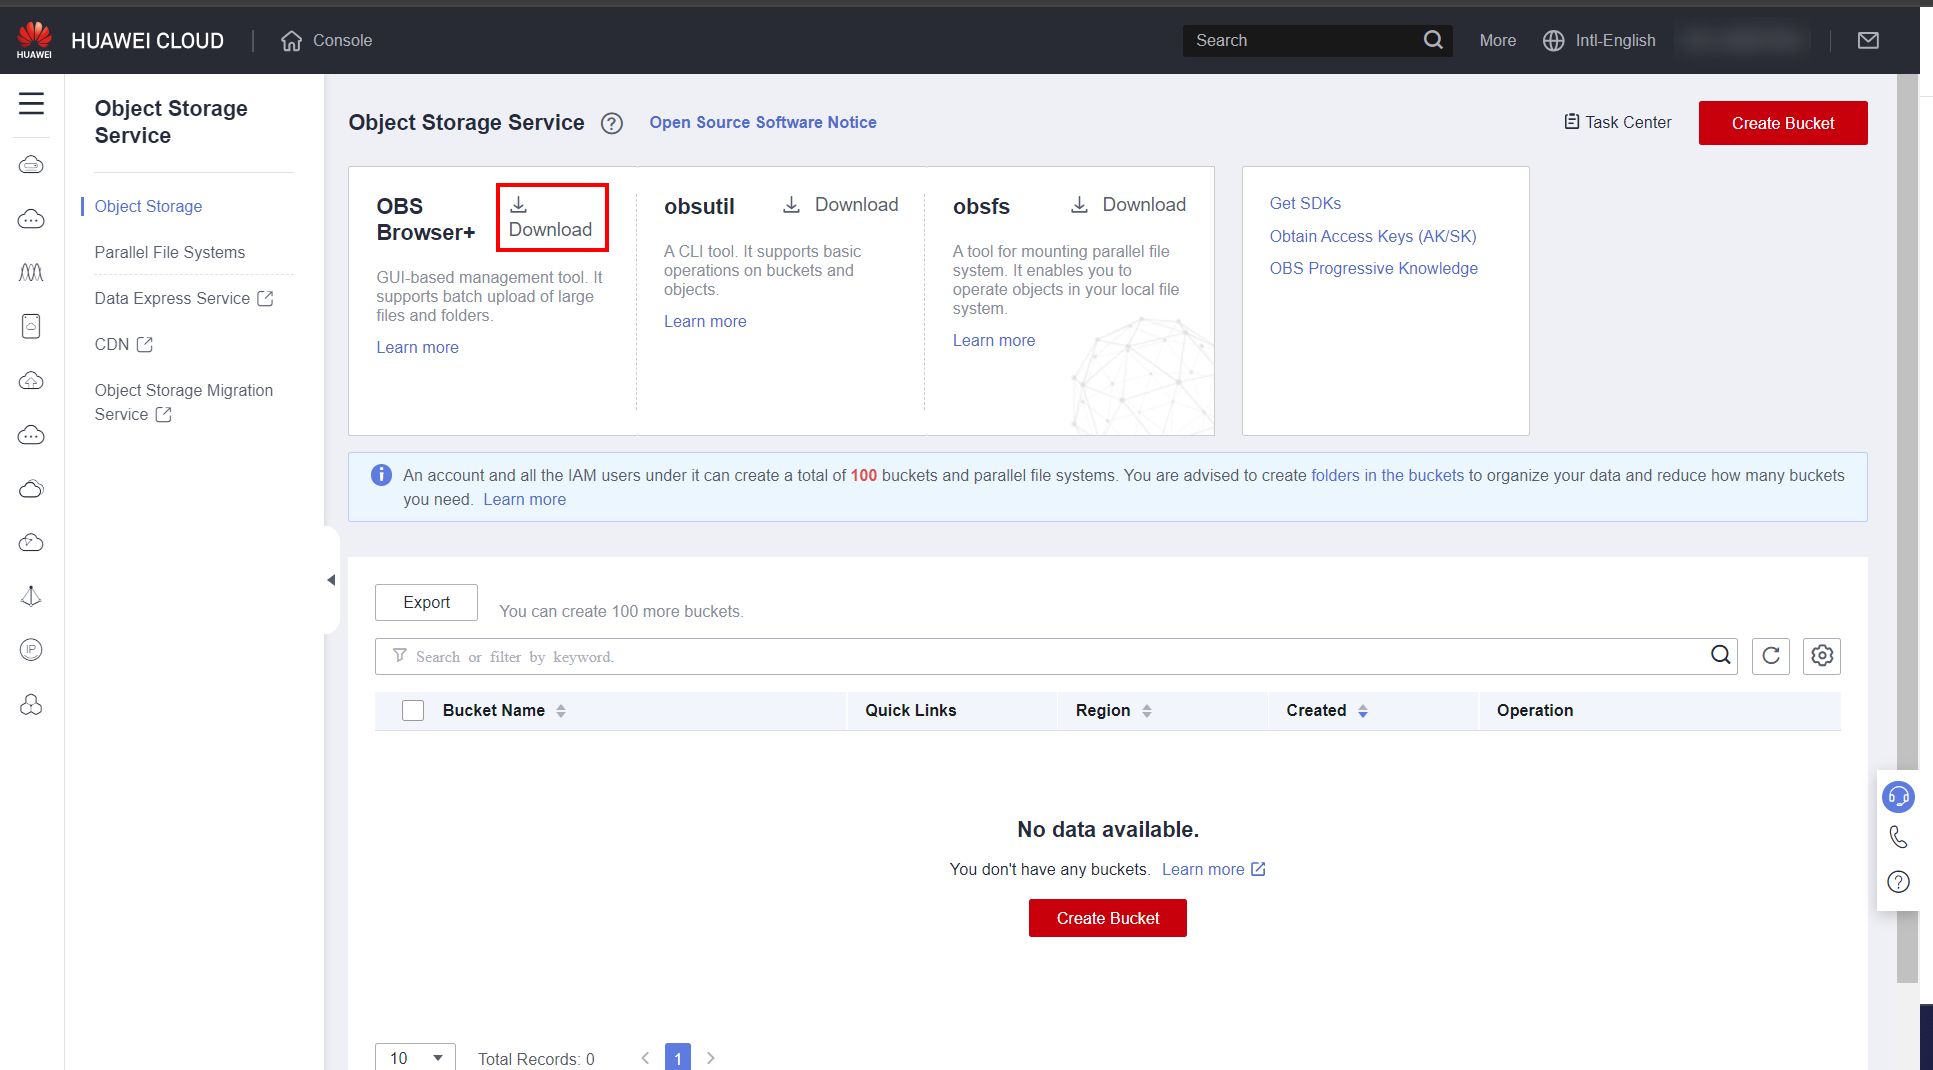 HUAWEI
HUAWEI CLOUD
Console
Search
More
Intl-English
Object Storage
Service
Object Storage
Parallel File Systems
Data Express Service
CDN
Object Storage Migration
Service
Object Storage Service
Open Source Software Notice
Task Center
Create Bucket
OBS
Browser+
Download
GUI-based management tool. It
supports batch upload of large
files and folders.
Learn more
obsutil
Download
A CLI tool. It supports basic
operations on buckets and
objects.
Learn more
obsfs
Download
A tool for mounting parallel file
system. It enables you to
operate objects in your local file
system.
Learn more
Get SDKs
Obtain Access Keys (AK/SK)
OBS Progressive Knowledge
An account and all the IAM users under it can create a total of 100 buckets and parallel file systems. You are advised to create folders in the buckets to organize your data and reduce how many buckets
you need. Learn more
Export
You can create 100 more buckets.
Search or filter by keyword.
Bucket Name
Quick Links
Region
Created
Operation
No data available.
You don't have any buckets. Learn more
Create Bucket
10
Total Records: 0
1
IP